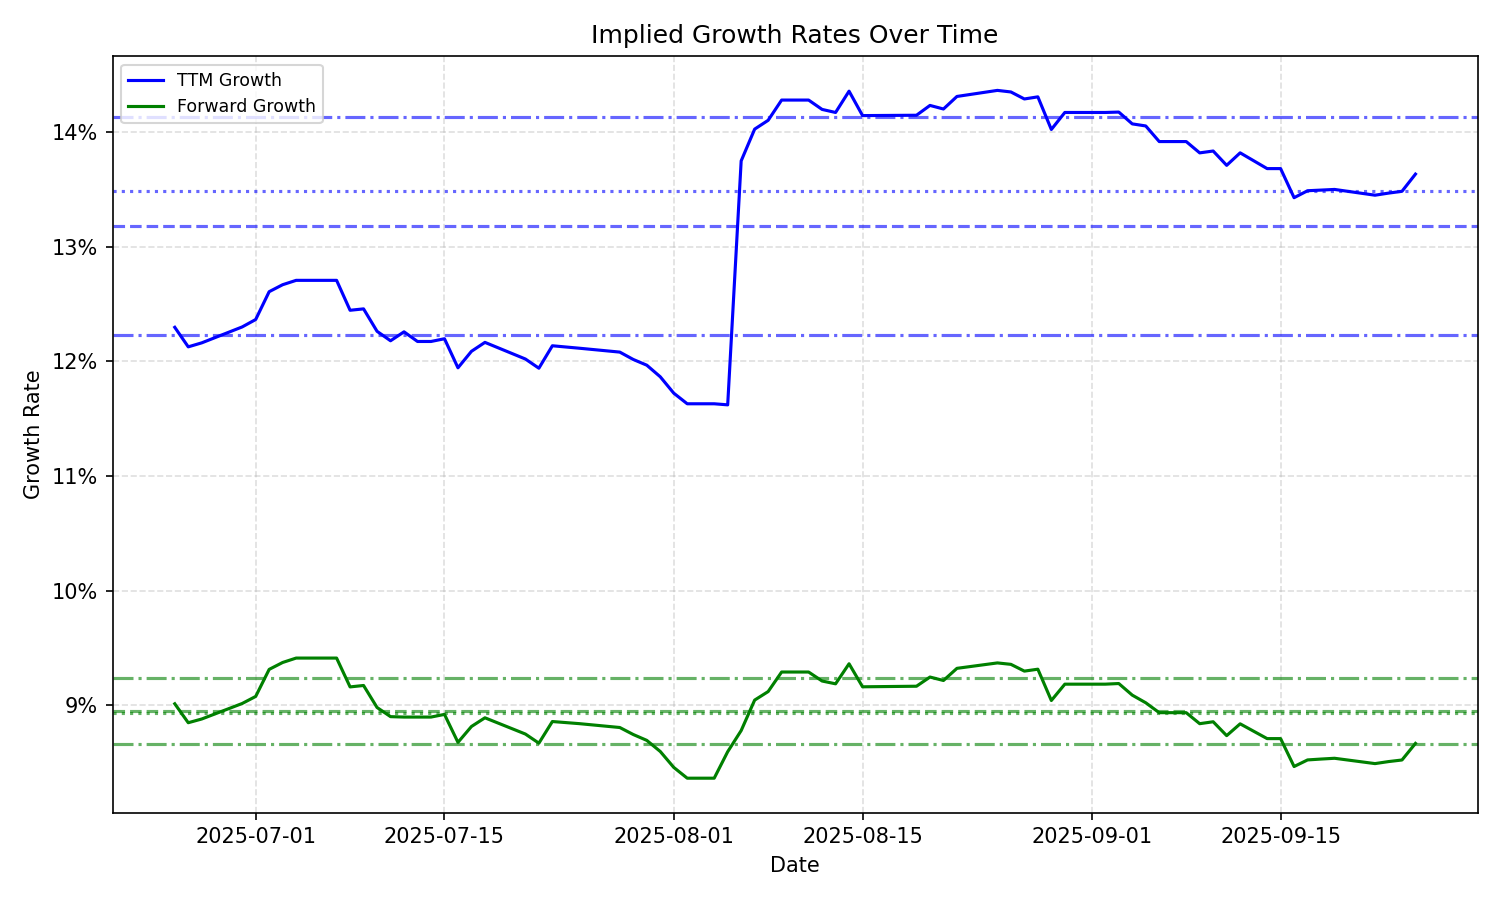 Implied Growth Rates Over Time
TTM Growth
Forward Growth
14%
13%
12%
11%
10%
9%
Growth Rate
2025-07-01
2025-07-15
2025-08-01
2025-08-15
2025-09-01
2025-09-15
Date